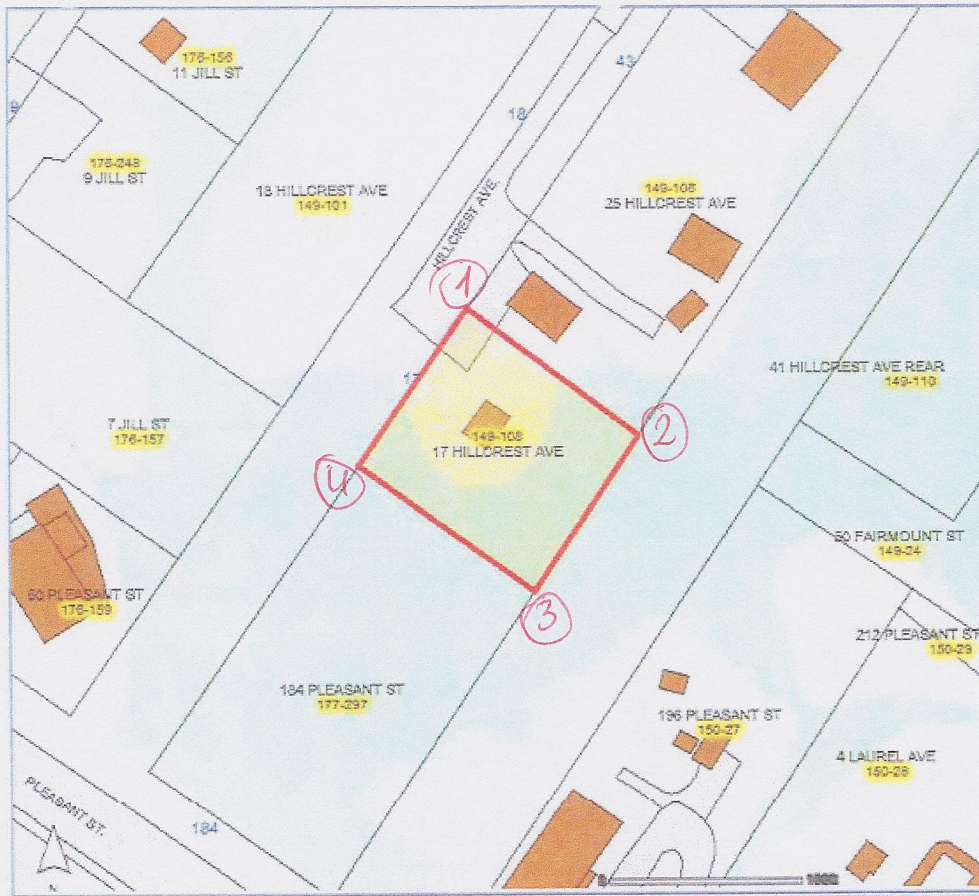 176-156
11 JILL ST
43
18
176-248
9 JILL ST
18 HILLCREST AVE
149-101
149-106
25 HILLCREST AVE
HILLCREST AVE.
1
41 HILLCREST AVE REAR
149-110
7 JILL ST
176-157
149-108
17 HILLCREST AVE
2
4
50 FAIRMOUNT ST
149-24
60 PLEASANT ST
176-159
3
212 PLEASANT ST
150-29
184 PLEASANT ST
177-297
196 PLEASANT ST
150-27
4 LAUREL AVE
150-28
PLEASANT ST.
184
N
0